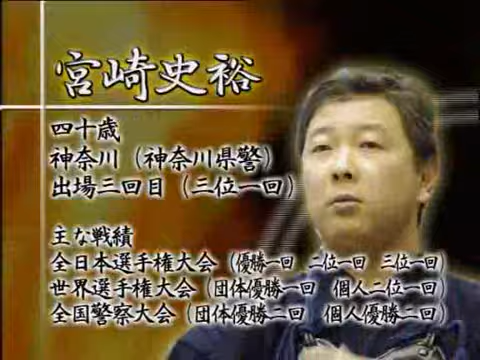 宮崎史裕
四十歳
神奈川（神奈川県警）
出場三回目（三位一回）
主な戦績
全日本選手権大会（優勝一回　二位一回　三位一回）
世界選手権大会（団体優勝一回　個人二位一回）
全国警察大会（団体優勝二回　個人優勝二回）